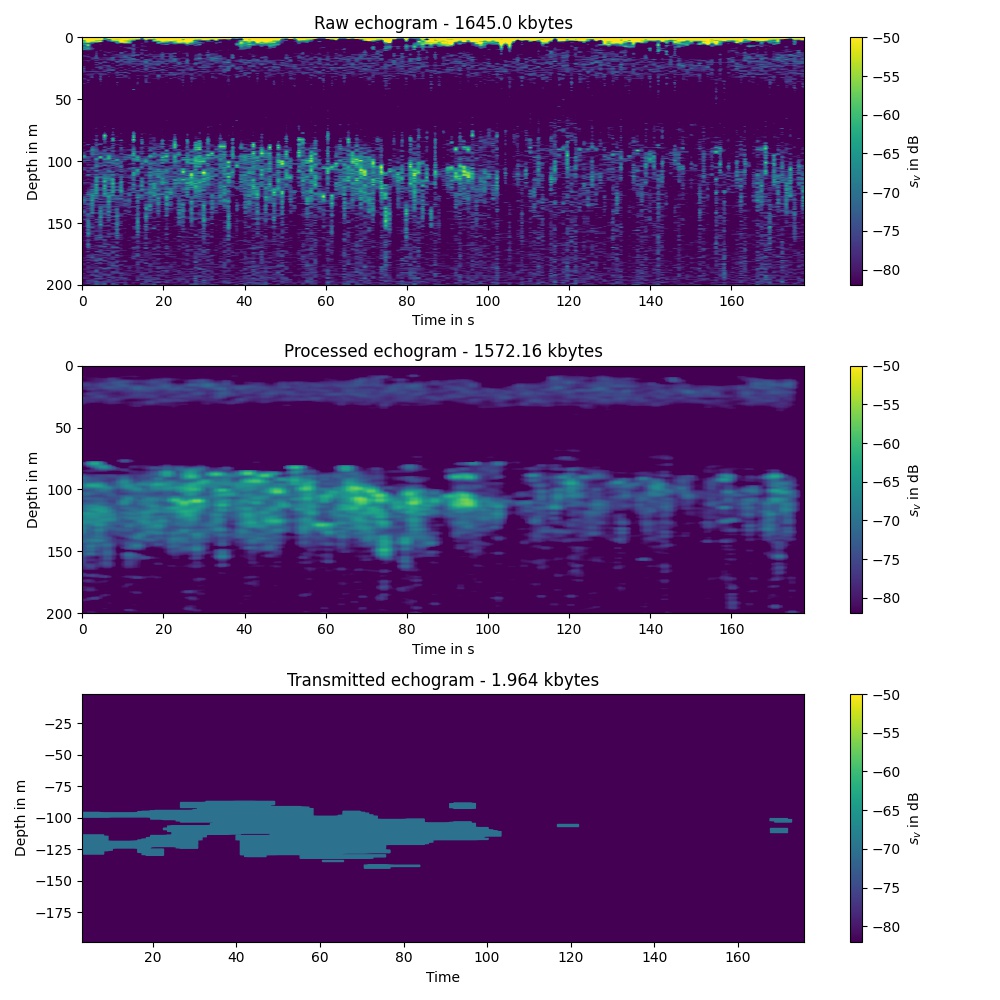 Raw echogram - 1645.0 kbytes
0
50
100
150
200
Depth in m
0 20 40 60 80 100 120 140 160
Time in s
−50
−55
−60
−65
−70
−75
−80
sv in dB
Processed echogram - 1572.16 kbytes
0
50
100
150
200
Depth in m
0 20 40 60 80 100 120 140 160
Time in s
−50
−55
−60
−65
−70
−75
−80
sv in dB
Transmitted echogram - 1.964 kbytes
−25
−50
−75
−100
−125
−150
−175
Depth in m
20 40 60 80 100 120 140 160
Time
−50
−55
−60
−65
−70
−75
−80
sv in dB